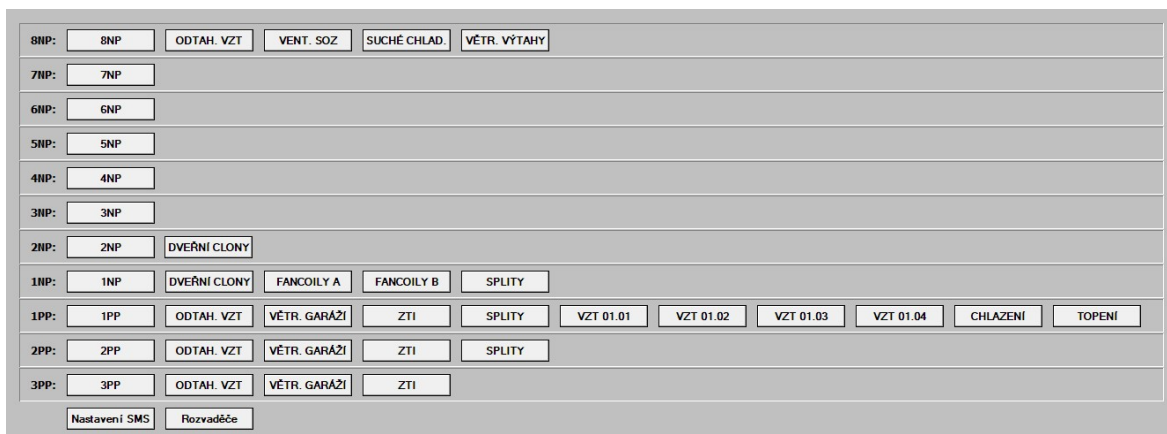 8NP: 8NP ODTAH. VZT VENT. SOZ SUCHÉ CHLAD. VĚTR. VÝTAHY
7NP: 7NP
6NP: 6NP
5NP: 5NP
4NP: 4NP
3NP: 3NP
2NP: 2NP DVEŘNÍ CLONY
1NP: 1NP DVEŘNÍ CLONY FANCOILY A FANCOILY B SPLITY
1PP: 1PP ODTAH. VZT VĚTR. GARÁŽÍ ZTI SPLITY VZT 01.01 VZT 01.02 VZT 01.03 VZT 01.04 CHLAZENÍ TOPENÍ
2PP: 2PP ODTAH. VZT VĚTR. GARÁŽÍ ZTI SPLITY
3PP: 3PP ODTAH. VZT VĚTR. GARÁŽÍ ZTI
Nastavení SMS Rozvaděče